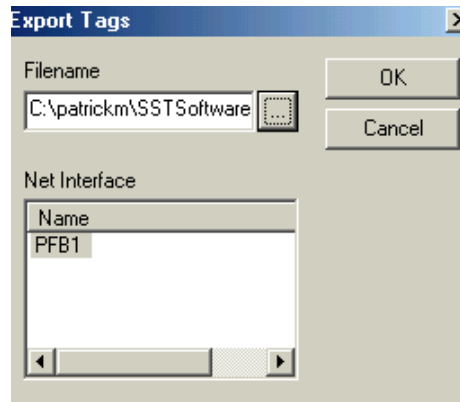 Export Tags
Filename
OK
C:\patrickm\SSTSoftware
...
Cancel
Net Interface
Name
PFB1